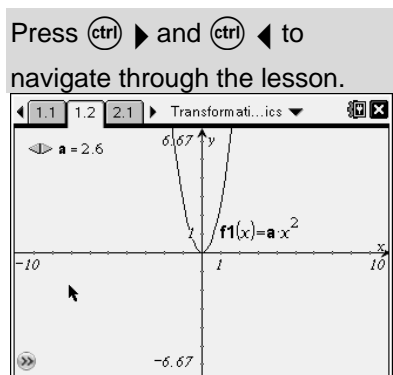 Press ctrl ▶ and ctrl ◀ to
navigate through the lesson.
1.1 1.2 2.1 Transformati...ics
a = 2.6
6.67 y
1 f1(x)=a·x²
x
-10 1 10
-6.67